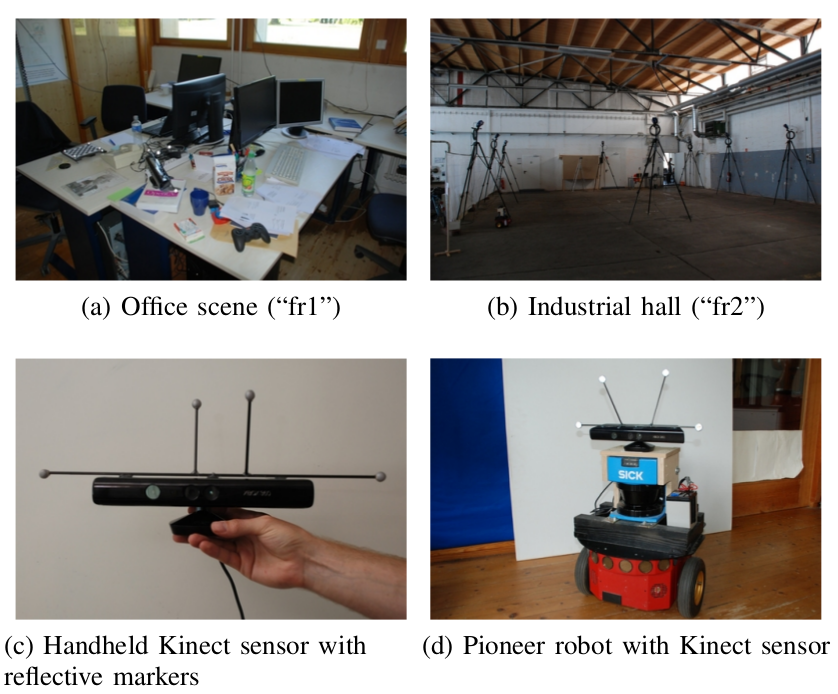 (a) Office scene (“fr1”)
(b) Industrial hall (“fr2”)
SICK
(c) Handheld Kinect sensor with
reflective markers
(d) Pioneer robot with Kinect sensor